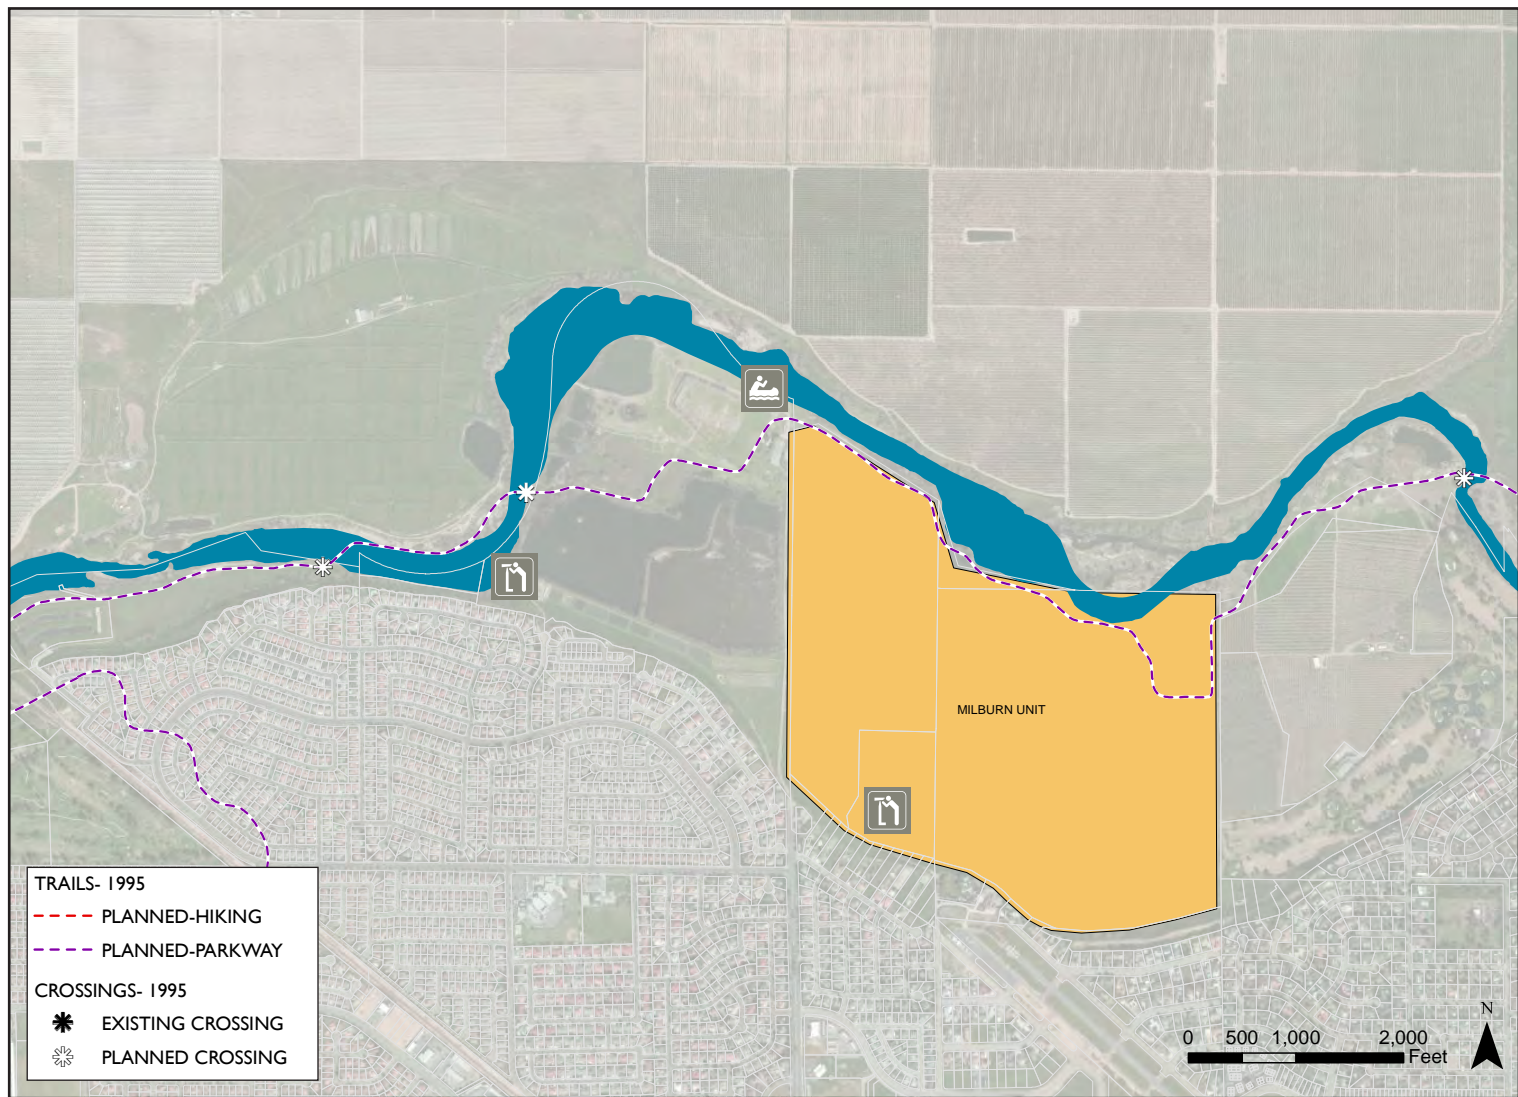 MILBURN UNIT
TRAILS- 1995
PLANNED-HIKING
PLANNED-PARKWAY
CROSSINGS- 1995
EXISTING CROSSING
PLANNED CROSSING
N
0 500 1,000 2,000
Feet